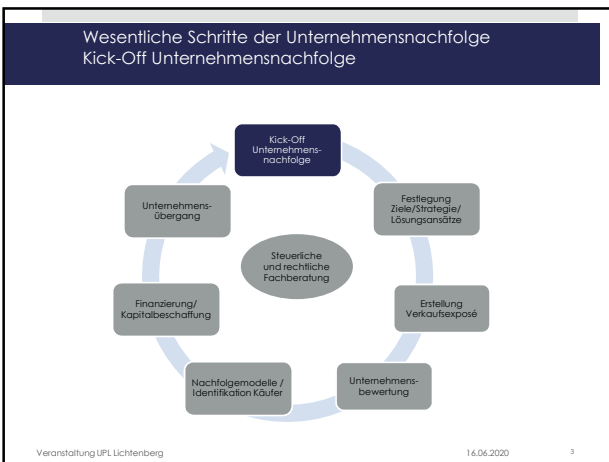 Wesentliche Schritte der Unternehmensnachfolge
Kick-Off Unternehmensnachfolge
Kick-Off
Unternehmens-
nachfolge
Festlegung
Ziele/Strategie/
Lösungsansätze
Erstellung
Verkaufsexposé
Unternehmens-
bewertung
Nachfolgemodelle /
Identifikation Käufer
Finanzierung/
Kapitalbeschaffung
Unternehmens-
übergang
Steuerliche
und rechtliche
Fachberatung
Veranstaltung UPL Lichtenberg 16.06.2020 3